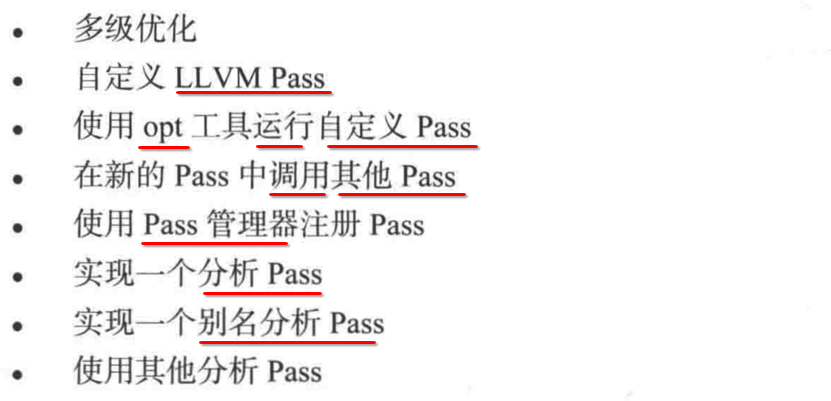 • 多级优化
• 自定义 LLVM Pass
• 使用 opt 工具运行自定义 Pass
• 在新的 Pass 中调用其他 Pass
• 使用 Pass 管理器注册 Pass
• 实现一个分析 Pass
• 实现一个别名分析 Pass
• 使用其他分析 Pass